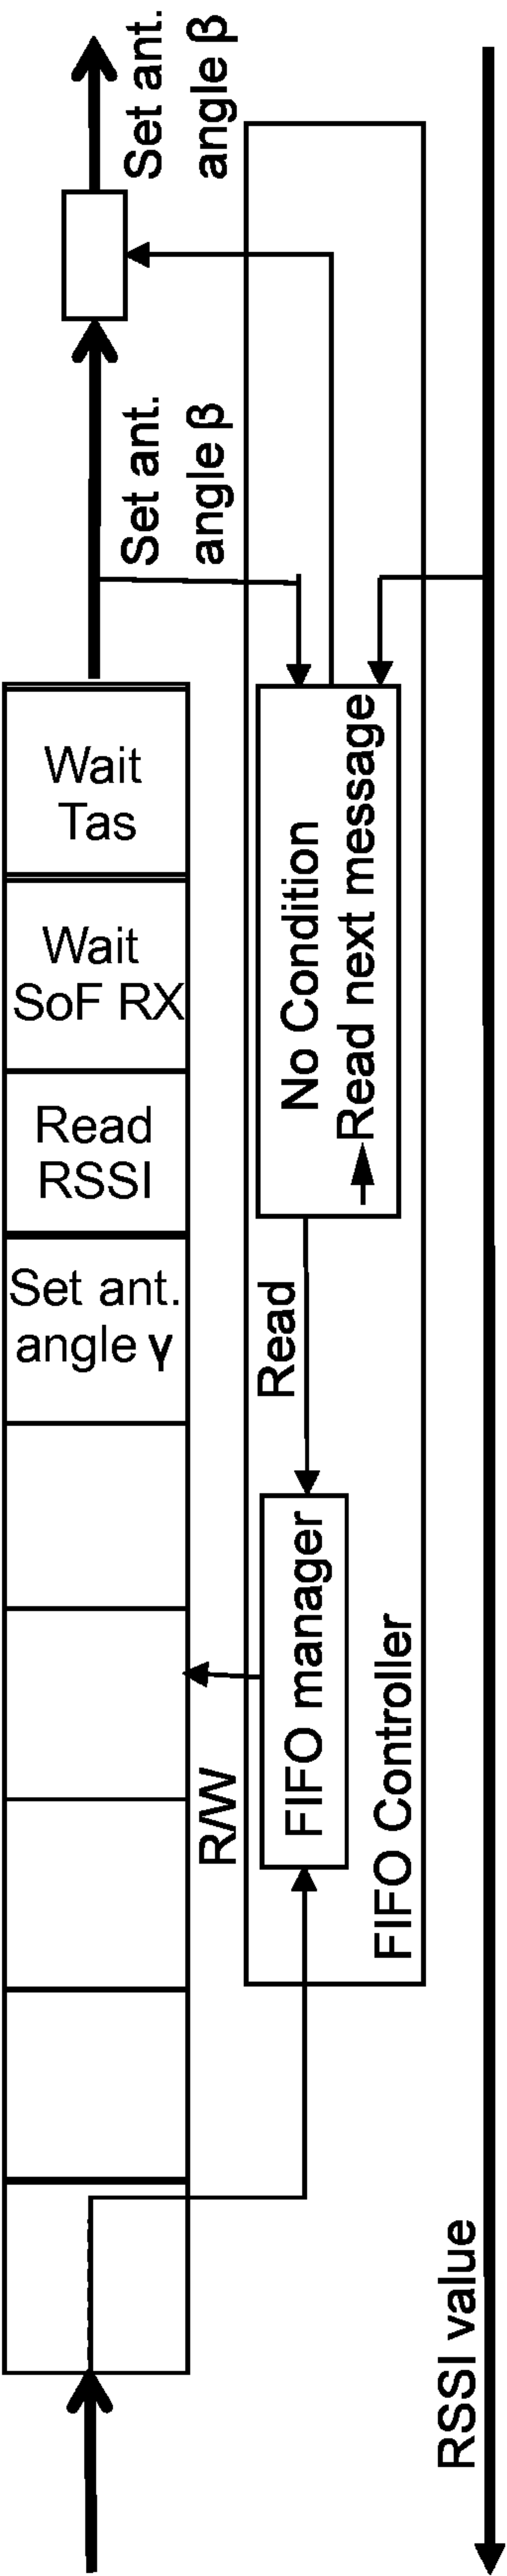 Set ant.
angle β
Set ant.
angle β
Wait
Tas
Wait
SoF RX
Read
RSSI
Set ant.
angle γ
No Condition
Read next message
Read
FIFO manager
R/W
FIFO Controller
RSSI value